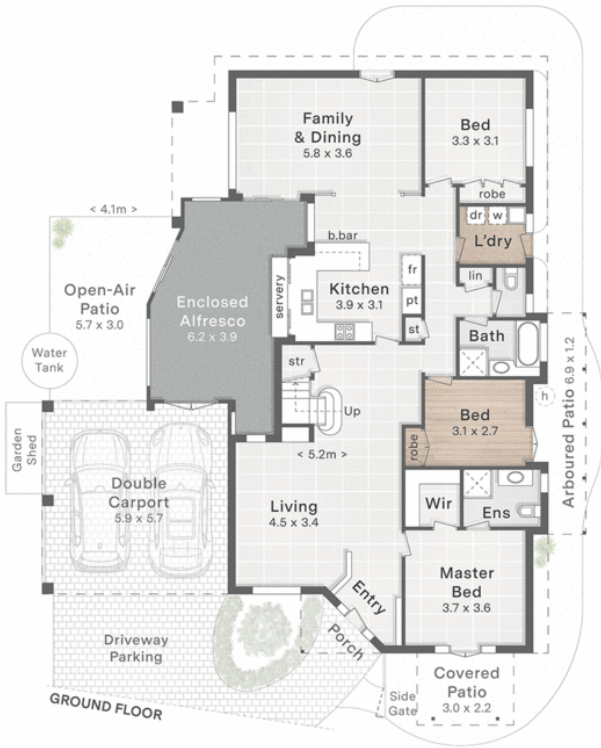 Family
& Dining
5.8 x 3.6
Bed
3.3 x 3.1
robe
dr w
L'dry
< 4.1m >
b.bar
Open-Air
Patio
5.7 x 3.0
Enclosed
Alfresco
6.2 x 3.9
servery
Kitchen
3.9 x 3.1
fr
pt
st
lin
Bath
Water
Tank
str
Up
Bed
3.1 x 2.7
robe
h
Arboured Patio 6.9 x 1.2
Garden
Shed
Double
Carport
5.9 x 5.7
< 5.2m >
Living
4.5 x 3.4
Wir
Ens
Master
Bed
3.7 x 3.6
Entry
Porch
Driveway
Parking
Covered
Patio
3.0 x 2.2
Side
Gate
GROUND FLOOR